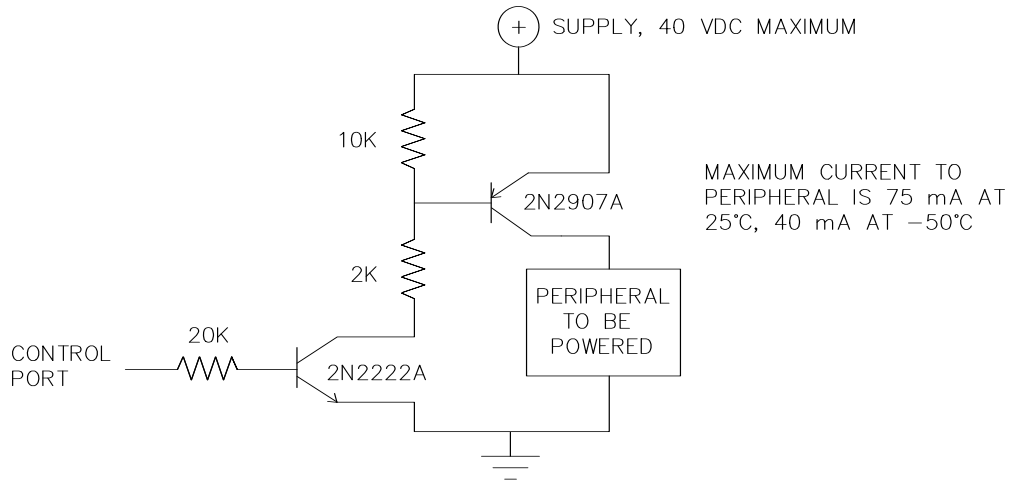 + SUPPLY, 40 VDC MAXIMUM
10K
MAXIMUM CURRENT TO
PERIPHERAL IS 75 mA AT
25°C, 40 mA AT −50°C
2N2907A
2K
PERIPHERAL
TO BE
POWERED
20K
CONTROL
PORT
2N2222A